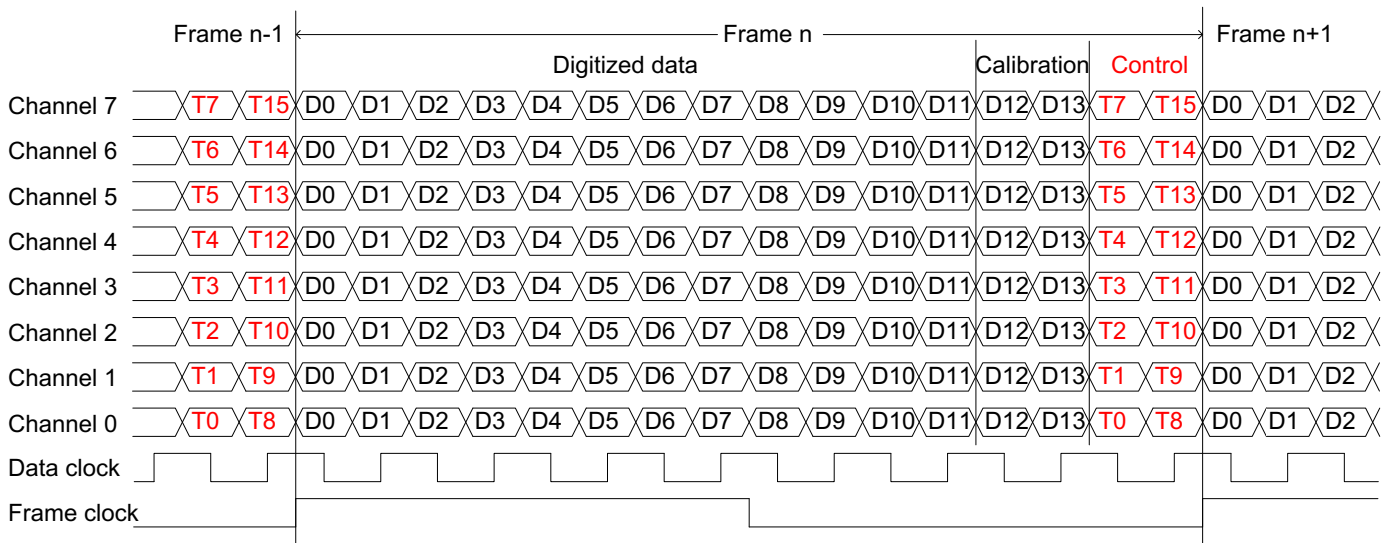 Frame n-1 Frame n Frame n+1
Digitized data Calibration Control
Channel 7 T7 T15 D0 D1 D2 D3 D4 D5 D6 D7 D8 D9 D10 D11 D12 D13 T7 T15 D0 D1 D2
Channel 6 T6 T14 D0 D1 D2 D3 D4 D5 D6 D7 D8 D9 D10 D11 D12 D13 T6 T14 D0 D1 D2
Channel 5 T5 T13 D0 D1 D2 D3 D4 D5 D6 D7 D8 D9 D10 D11 D12 D13 T5 T13 D0 D1 D2
Channel 4 T4 T12 D0 D1 D2 D3 D4 D5 D6 D7 D8 D9 D10 D11 D12 D13 T4 T12 D0 D1 D2
Channel 3 T3 T11 D0 D1 D2 D3 D4 D5 D6 D7 D8 D9 D10 D11 D12 D13 T3 T11 D0 D1 D2
Channel 2 T2 T10 D0 D1 D2 D3 D4 D5 D6 D7 D8 D9 D10 D11 D12 D13 T2 T10 D0 D1 D2
Channel 1 T1 T9 D0 D1 D2 D3 D4 D5 D6 D7 D8 D9 D10 D11 D12 D13 T1 T9 D0 D1 D2
Channel 0 T0 T8 D0 D1 D2 D3 D4 D5 D6 D7 D8 D9 D10 D11 D12 D13 T0 T8 D0 D1 D2
Data clock
Frame clock